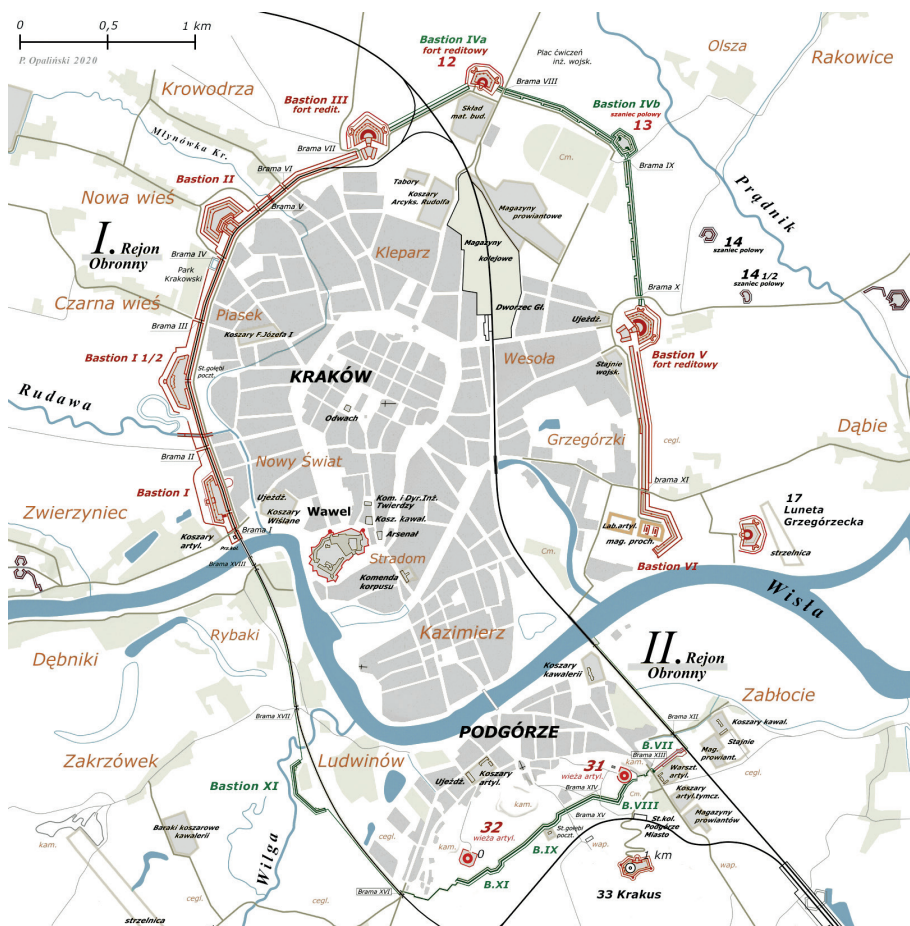 0 0,5 1 km
P. Opaliński 2020
Krowodrza
Młynówka Kr.
Bastion IVa
fort reditowy
12
Plac ćwiczeń
inż. wojsk.
Olsza
Rakowice
Bastion III
fort redit.
Brama VIII
Skład
mat. bud.
Bastion IVb
szaniec polowy
13
Brama VII
Brama VI
Bastion II
Brama V
Cm.
Brama IX
Prądnik
Nowa wieś
Tabory
Koszary
Arcyks. Rudolfa
Magazyny
prowiantowe
I. Rejon
Obronny
Brama IV
Park
Krakowski
Kleparz
Magazyny
kolejowe
14
szaniec polowy
14 1/2
szaniec polowy
Czarna wieś
Brama III
Piasek
Koszary F.Józefa I
Dworzec Gł.
Brama X
Ujeżdż.
Bastion I 1/2
St.gołębi
poczt.
KRAKÓW
Wesoła
Stajnie
wojsk.
Bastion V
fort reditowy
Rudawa
Odwach
Dąbie
Brama II
Nowy Świat
Grzegórzki
cegl.
Bastion I
brama XI
Zwierzyniec
Ujeżdż.
Koszary
Wiślane
Wawel
Kom. i Dyr.Inż.
Twierdzy
Kosz. kawal.
Arsenał
17
Luneta
Grzegórzecka
Koszary
artyl.
Brama I
Brama XVIII
Stradom
Komenda
korpusu
Lab.artyl.
mag. proch.
Bastion VI
strzelnica
Cm.
Wisła
Rybaki
Dębniki
Kazimierz
II. Rejon
Obronny
Koszary
kawalerii
Zabłocie
Brama XVII
PODGÓRZE
Brama XII
Koszary kawal.
Zakrzówek
Ludwinów
B.VII
Brama XIII
Stajnie
Mag.
prowiant.
cegl.
Bastion XI
Ujeżdż.
Koszary
artyl.
31
wieża artyl.
kam.
Brama XIV
Warszt.
artyl.
Koszary
artyl.tymcz.
Cm.
kam.
B.VIII
Magazyny
prowiantów
Baraki koszarowe
kawalerii
Wilga
cegl.
32
wieża artyl.
kam.
0
B.IX
St.gołębi
poczt.
Brama XV
St.kol.
Podgórze
Miasto
kam.
wap.
1 km
wap.
B.XI
Brama XVI
33 Krakus
cegl.
cegl.
strzelnica